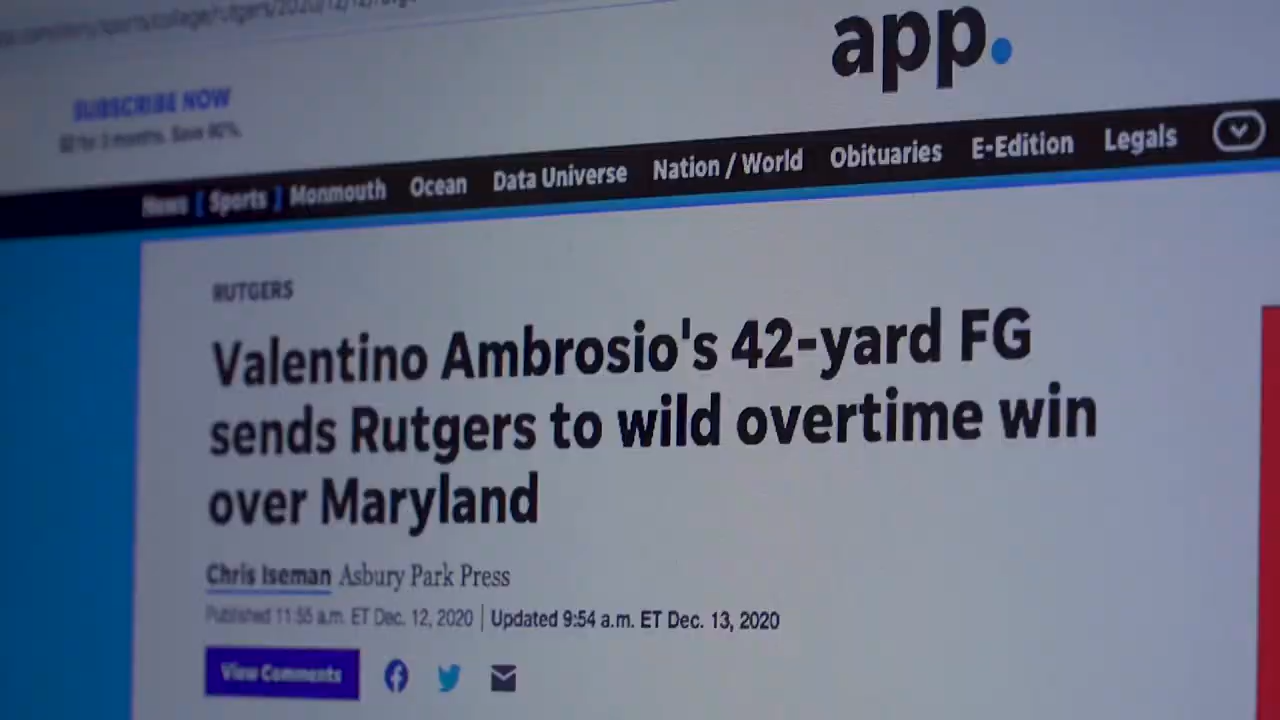 app.
SUBSCRIBE NOW
News [ Sports ] Monmouth Ocean Data Universe Nation / World Obituaries E-Edition Legals
RUTGERS
Valentino Ambrosio's 42-yard FG
sends Rutgers to wild overtime win
over Maryland
Chris Iseman Asbury Park Press
Published 11:55 a.m. ET Dec. 12, 2020 | Updated 9:54 a.m. ET Dec. 13, 2020
View Comments